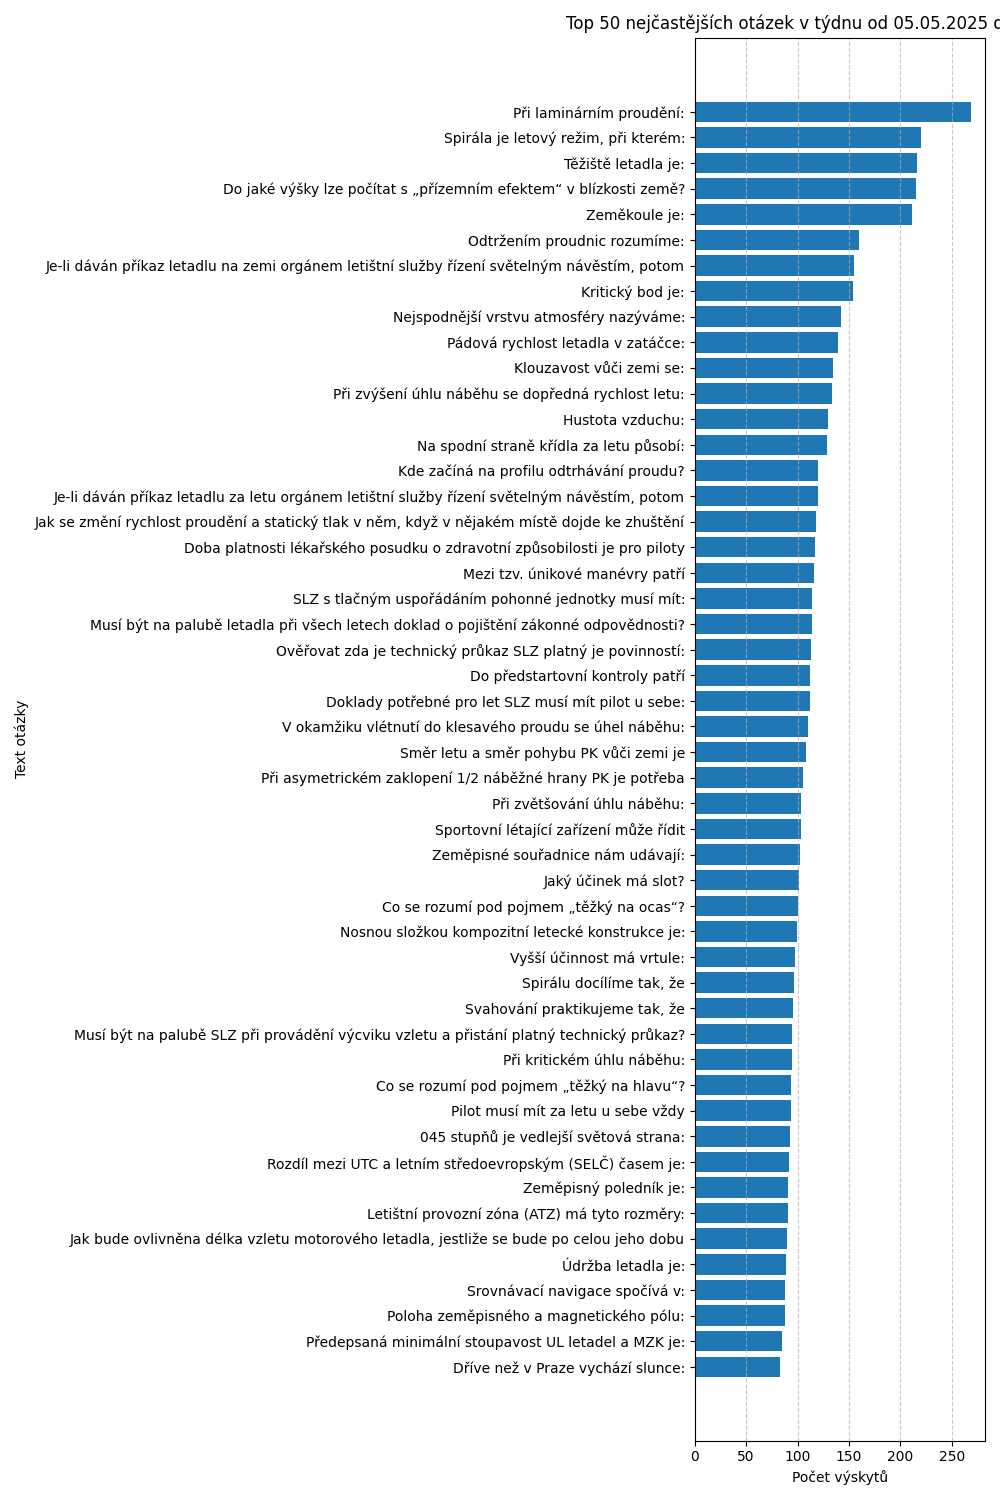 Top 50 nejčastějších otázek v týdnu od 05.05.2025
Při laminárním proudění:
Spirála je letový režim, při kterém:
Těžiště letadla je:
Do jaké výšky lze počítat s „přízemním efektem“ v blízkosti země?
Zeměkoule je:
Odtržením proudnic rozumíme:
Je-li dáván příkaz letadlu na zemi orgánem letištní služby řízení světelným návěstím, potom
Kritický bod je:
Nejspodnější vrstvu atmosféry nazýváme:
Pádová rychlost letadla v zatáčce:
Klouzavost vůči zemi se:
Při zvýšení úhlu náběhu se dopředná rychlost letu:
Hustota vzduchu:
Na spodní straně křídla za letu působí:
Kde začíná na profilu odtrhávání proudu?
Je-li dáván příkaz letadlu za letu orgánem letištní služby řízení světelným návěstím, potom
Jak se změní rychlost proudění a statický tlak v něm, když v nějakém místě dojde ke zhuštění
Doba platnosti lékařského posudku o zdravotní způsobilosti je pro piloty
Mezi tzv. únikové manévry patří
SLZ s tlačným uspořádáním pohonné jednotky musí mít:
Musí být na palubě letadla při všech letech doklad o pojištění zákonné odpovědnosti?
Ověřovat zda je technický průkaz SLZ platný je povinností:
Do předstartovní kontroly patří
Doklady potřebné pro let SLZ musí mít pilot u sebe:
V okamžiku vlétnutí do klesavého proudu se úhel náběhu:
Směr letu a směr pohybu PK vůči zemi je
Při asymetrickém zaklopení 1/2 náběžné hrany PK je potřeba
Při zvětšování úhlu náběhu:
Sportovní létající zařízení může řídit
Zeměpisné souřadnice nám udávají:
Jaký účinek má slot?
Co se rozumí pod pojmem „těžký na ocas“?
Nosnou složkou kompozitní letecké konstrukce je:
Vyšší účinnost má vrtule:
Spirálu docílíme tak, že
Svahování praktikujeme tak, že
Musí být na palubě SLZ při provádění výcviku vzletu a přistání platný technický průkaz?
Při kritickém úhlu náběhu:
Co se rozumí pod pojmem „těžký na hlavu“?
Pilot musí mít za letu u sebe vždy
045 stupňů je vedlejší světová strana:
Rozdíl mezi UTC a letním středoevropským (SELČ) časem je:
Zeměpisný poledník je:
Letištní provozní zóna (ATZ) má tyto rozměry:
Jak bude ovlivněna délka vzletu motorového letadla, jestliže se bude po celou jeho dobu
Údržba letadla je:
Srovnávací navigace spočívá v:
Poloha zeměpisného a magnetického pólu:
Předepsaná minimální stoupavost UL letadel a MZK je:
Dříve než v Praze vychází slunce:
Text otázky
0 50 100 150 200 250
Počet výskytů